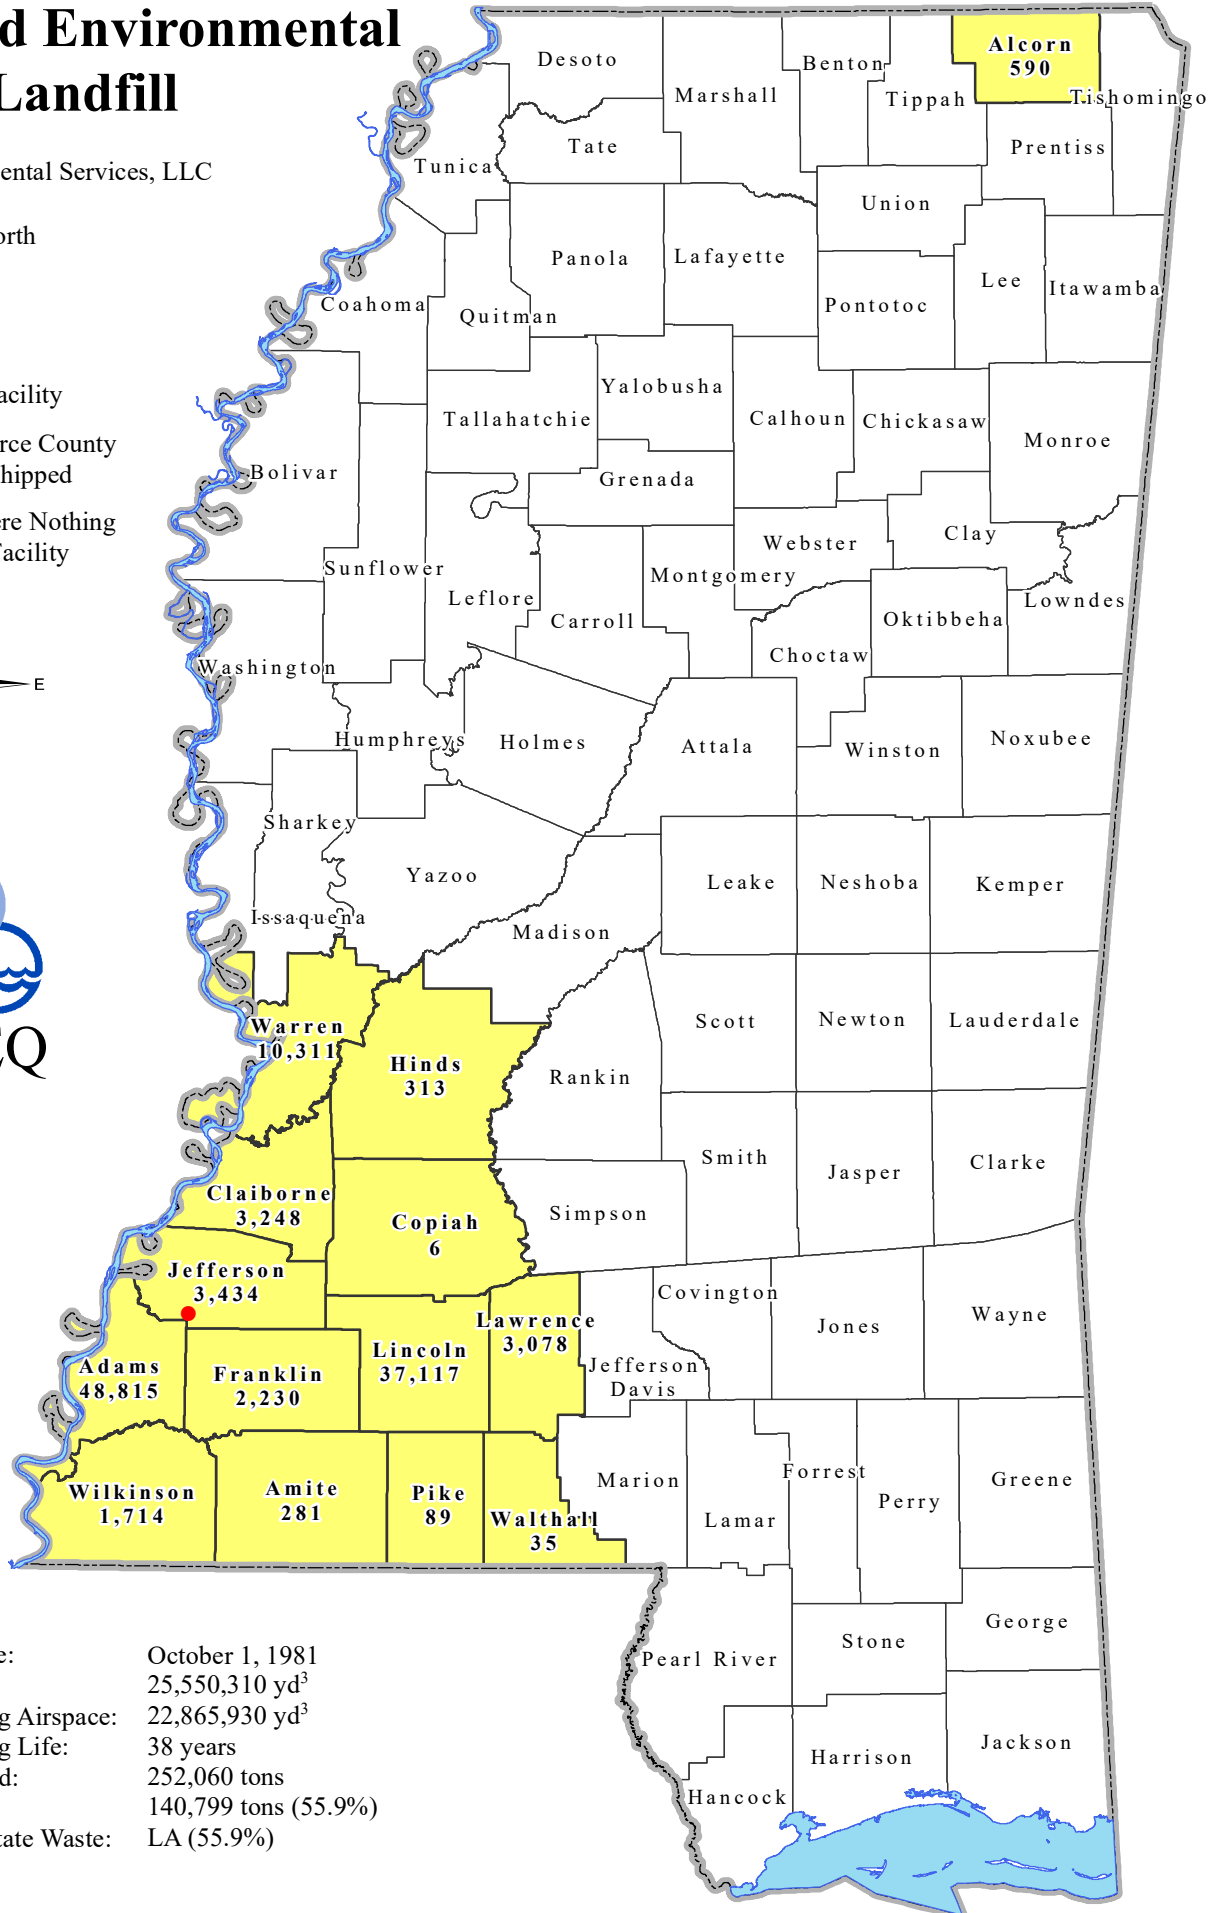 d Environmental
Landfill
ental Services, LLC
orth
acility
rce County
hipped
ere Nothing
Facility
E
CQ
Desoto
Marshall
Benton
Tippah
Alcorn
590
Tishomingo
Prentiss
Tate
Tunica
Union
Panola
Lafayette
Lee
Itawamba
Coahoma
Quitman
Pontotoc
Yalobusha
Tallahatchie
Calhoun
Chickasaw
Monroe
Bolivar
Grenada
Clay
Webster
Sunflower
Montgomery
Leflore
Lowndes
Carroll
Oktibbeha
Choctaw
Washington
Humphreys
Holmes
Attala
Winston
Noxubee
Sharkey
Yazoo
Leake
Neshoba
Kemper
Issaquena
Madison
Warren
10,311
Scott
Newton
Lauderdale
Hinds
313
Rankin
Smith
Jasper
Clarke
Claiborne
3,248
Copiah
6
Simpson
Jefferson
3,434
Covington
Lawrence
3,078
Jones
Wayne
Lincoln
37,117
Adams
48,815
Franklin
2,230
Jefferson
Davis
Marion
Forrest
Greene
Wilkinson
1,714
Amite
281
Pike
89
Perry
Walthall
35
Lamar
George
Stone
Pearl River
e: October 1, 1981
25,550,310 yd³
g Airspace: 22,865,930 yd³
g Life: 38 years
d: 252,060 tons
140,799 tons (55.9%)
tate Waste: LA (55.9%)
Jackson
Harrison
Hancock